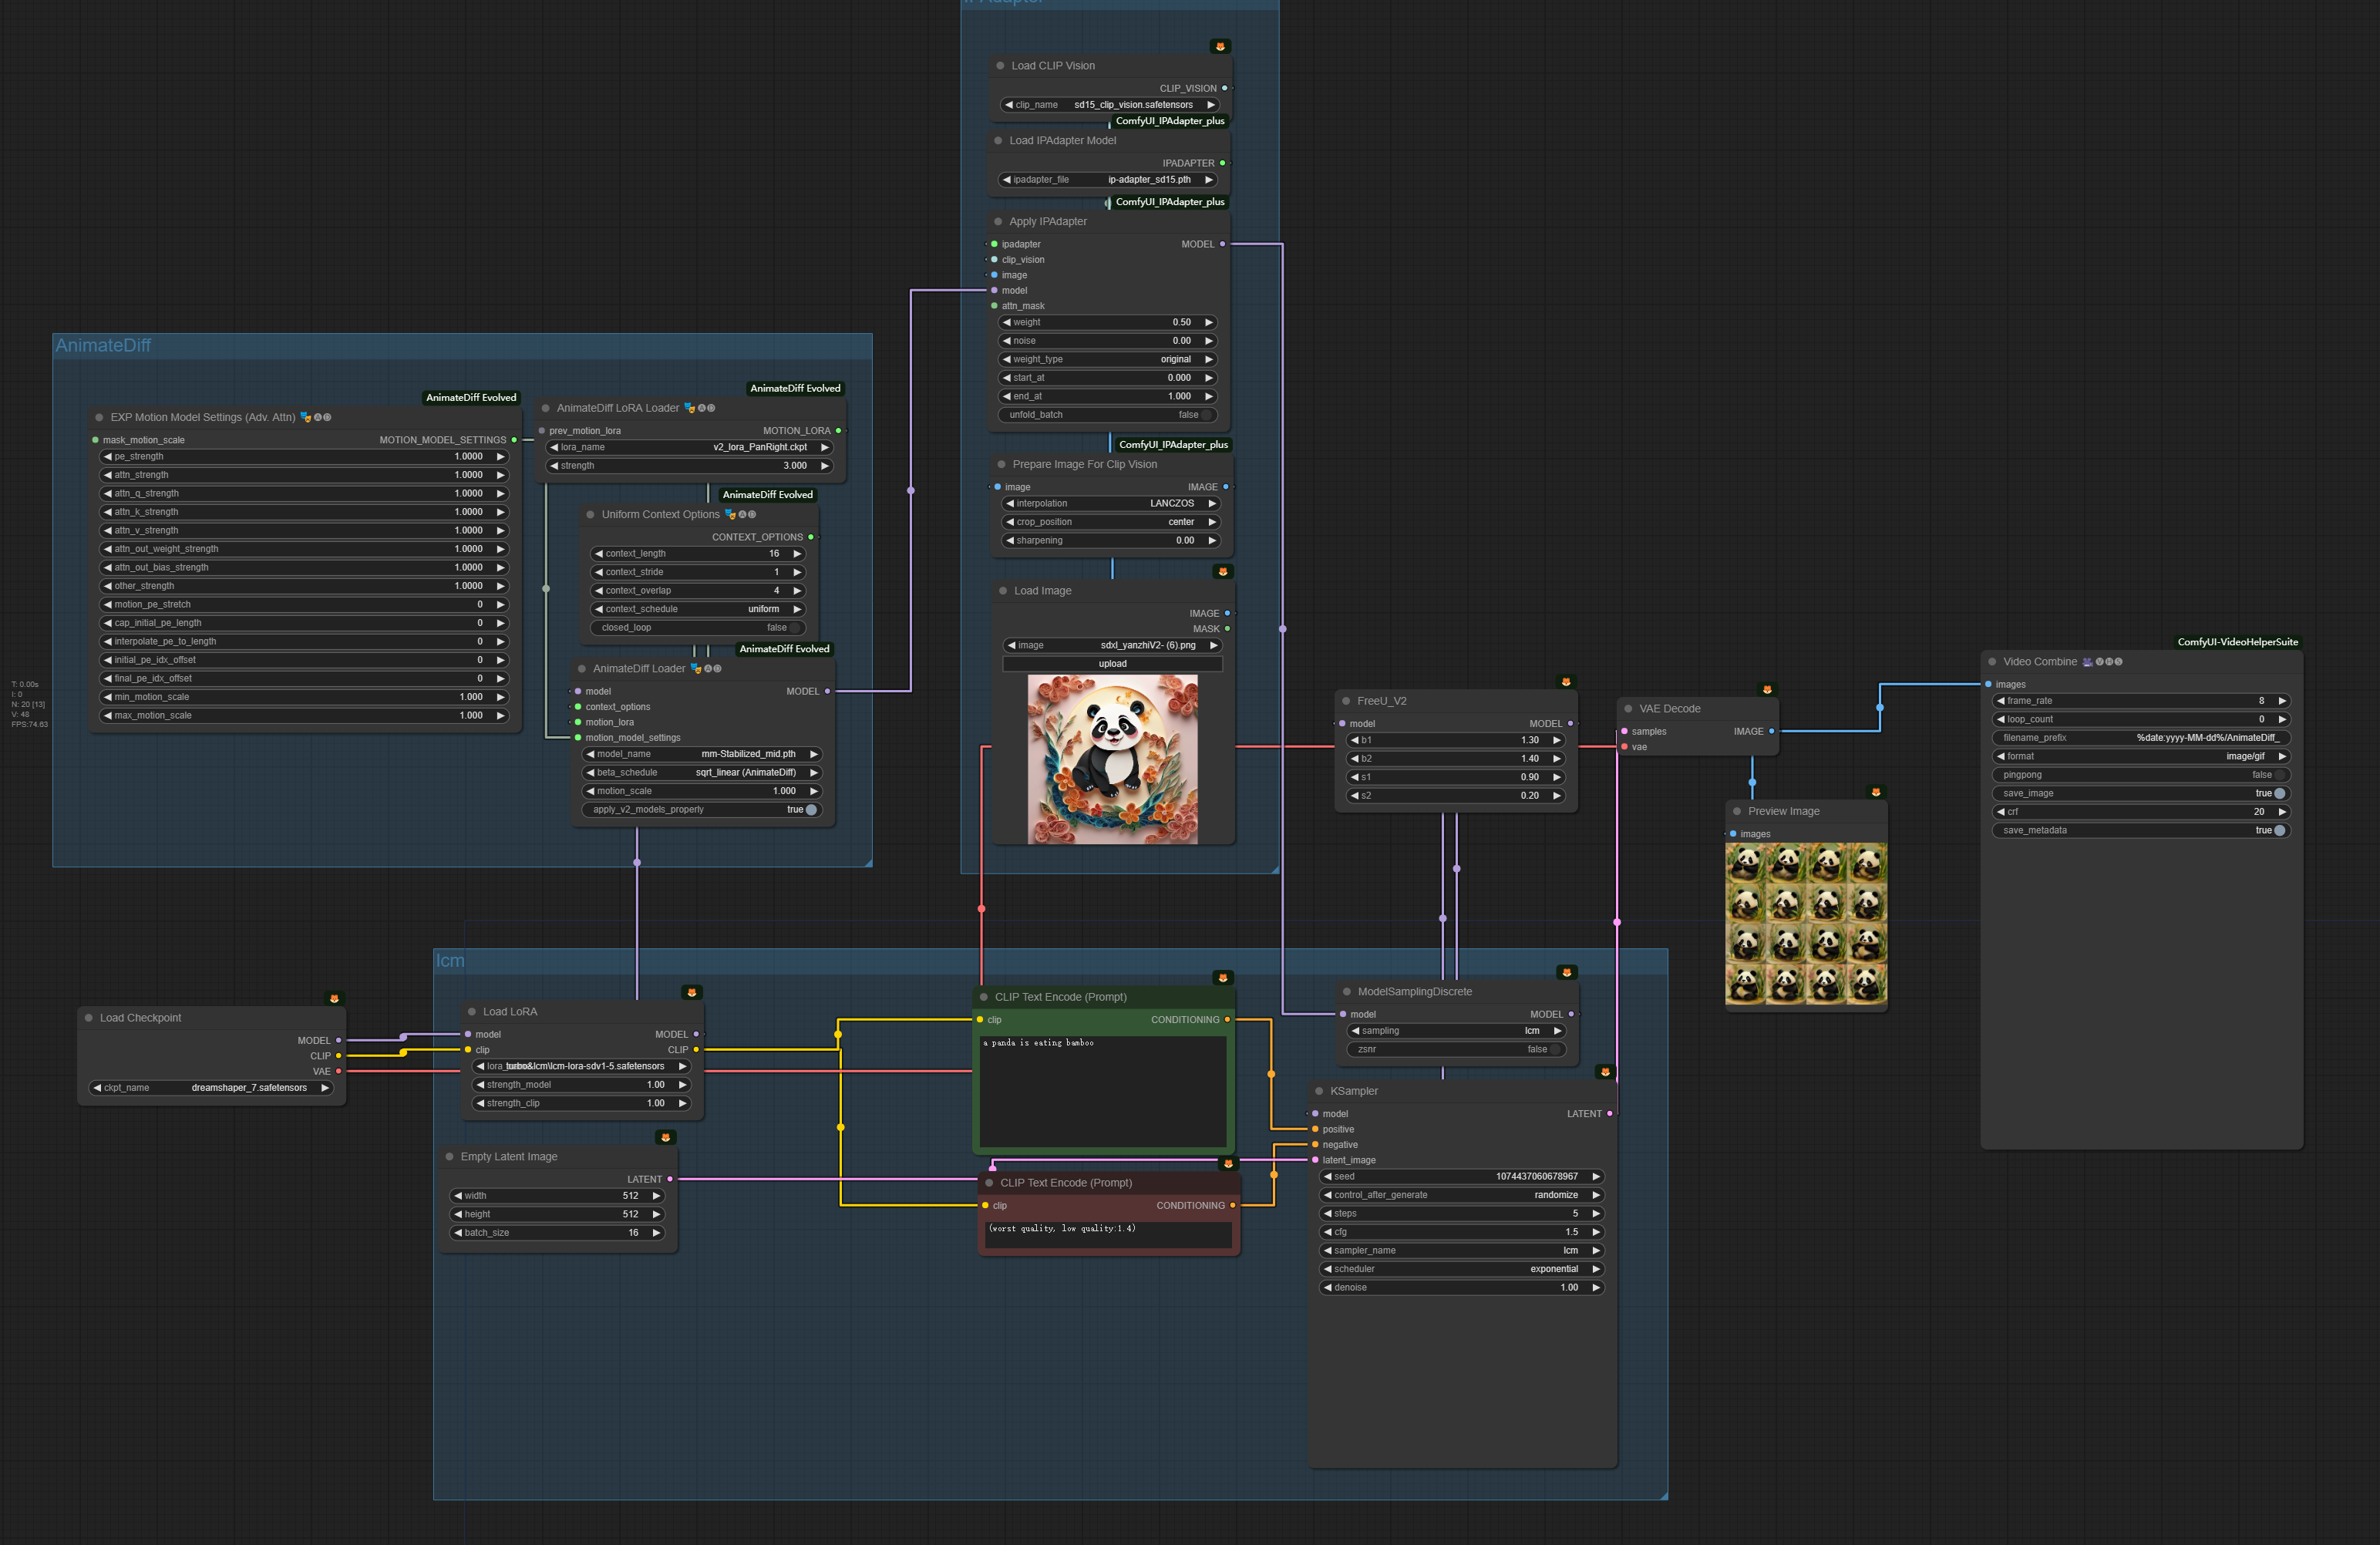 IPAdapter
Load CLIP Vision
CLIP_VISION
clip_name sd15_clip_vision.safetensors
ComfyUI_IPAdapter_plus
Load IPAdapter Model
IPADAPTER
ipadapter_file ip-adapter_sd15.pth
ComfyUI_IPAdapter_plus
Apply IPAdapter
ipadapter MODEL
clip_vision
image
model
attn_mask
weight 0.50
noise 0.00
weight_type original
start_at 0.000
end_at 1.000
unfold_batch false
ComfyUI_IPAdapter_plus
Prepare Image For Clip Vision
image IMAGE
interpolation LANCZOS
crop_position center
sharpening 0.00
Load Image
IMAGE
MASK
image sdxl_yanzhiV2- (6).png
upload
AnimateDiff
AnimateDiff Evolved
EXP Motion Model Settings (Adv. Attn) 🎭🅐🅓
mask_motion_scale MOTION_MODEL_SETTINGS
pe_strength 1.0000
attn_strength 1.0000
attn_q_strength 1.0000
attn_k_strength 1.0000
attn_v_strength 1.0000
attn_out_weight_strength 1.0000
attn_out_bias_strength 1.0000
other_strength 1.0000
motion_pe_stretch 0
cap_initial_pe_length 0
interpolate_pe_to_length 0
initial_pe_idx_offset 0
final_pe_idx_offset 0
min_motion_scale 1.000
max_motion_scale 1.000
AnimateDiff Evolved
AnimateDiff LoRA Loader 🎭🅐🅓
prev_motion_lora MOTION_LORA
lora_name v2_lora_PanRight.ckpt
strength 3.000
AnimateDiff Evolved
Uniform Context Options 🎭🅐🅓
CONTEXT_OPTIONS
context_length 16
context_stride 1
context_overlap 4
context_schedule uniform
closed_loop false
AnimateDiff Evolved
AnimateDiff Loader 🎭🅐🅓
model MODEL
context_options
motion_lora
motion_model_settings
model_name mm-Stabilized_mid.pth
beta_schedule sqrt_linear (AnimateDiff)
motion_scale 1.000
apply_v2_models_properly true
T: 0.00s
I: 0
N: 20 [13]
V: 48
FPS:74.63
FreeU_V2
model MODEL
b1 1.30
b2 1.40
s1 0.90
s2 0.20
VAE Decode
samples IMAGE
vae
Preview Image
images
ComfyUI-VideoHelperSuite
Video Combine 🎥🅥🅗🅢
images
frame_rate 8
loop_count 0
filename_prefix %date:yyyy-MM-dd%/AnimateDiff_
format image/gif
pingpong false
save_image true
crf 20
save_metadata true
Load Checkpoint
MODEL
CLIP
VAE
ckpt_name dreamshaper_7.safetensors
lcm
Load LoRA
model MODEL
clip CLIP
turbo&lcm\lcm-lora-sdv1-5.safetensors
strength_model 1.00
strength_clip 1.00
Empty Latent Image
LATENT
width 512
height 512
batch_size 16
CLIP Text Encode (Prompt)
clip CONDITIONING
a panda is eating bamboo
CLIP Text Encode (Prompt)
clip CONDITIONING
(worst quality, low quality:1.4)
ModelSamplingDiscrete
model MODEL
sampling lcm
zsnr false
KSampler
model LATENT
positive
negative
latent_image
seed 1074437060678967
control_after_generate randomize
steps 5
cfg 1.5
sampler_name lcm
scheduler exponential
denoise 1.00